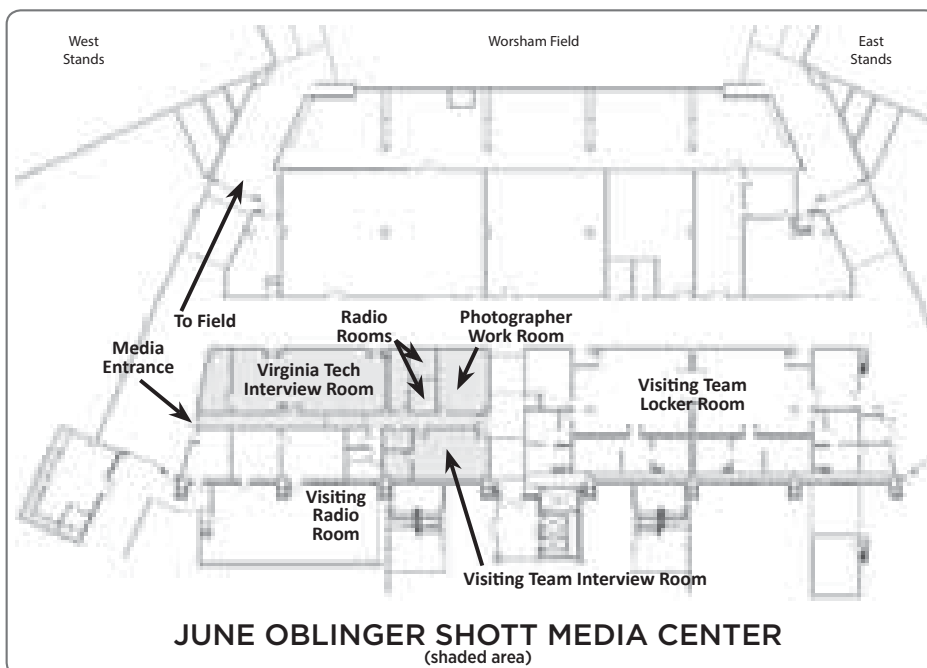 West
Stands
Worsham Field
East
Stands
To Field
Media
Entrance
Radio
Rooms
Photographer
Work Room
Virginia Tech
Interview Room
Visiting Team
Locker Room
Visiting
Radio
Room
Visiting Team Interview Room
JUNE OBLINGER SHOTT MEDIA CENTER
(shaded area)